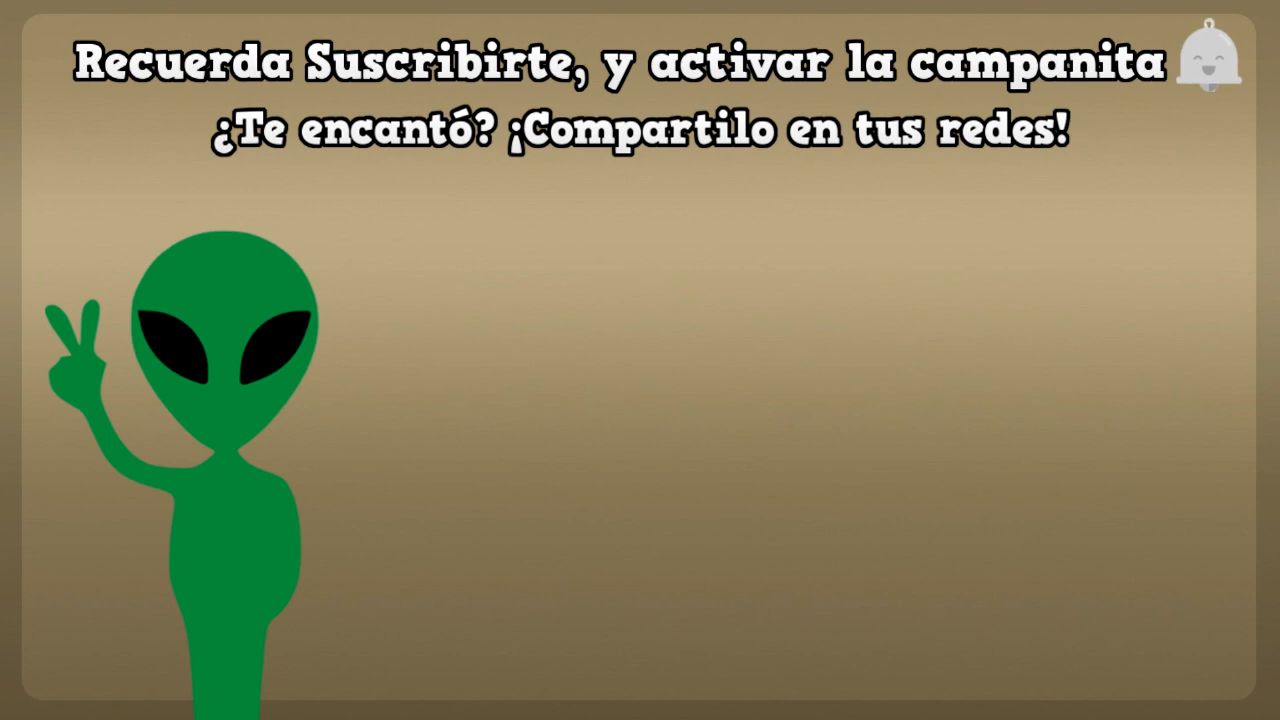 Recuerda Suscribirte, y activar la campanita
¿Te encantó? ¡Compartilo en tus redes!